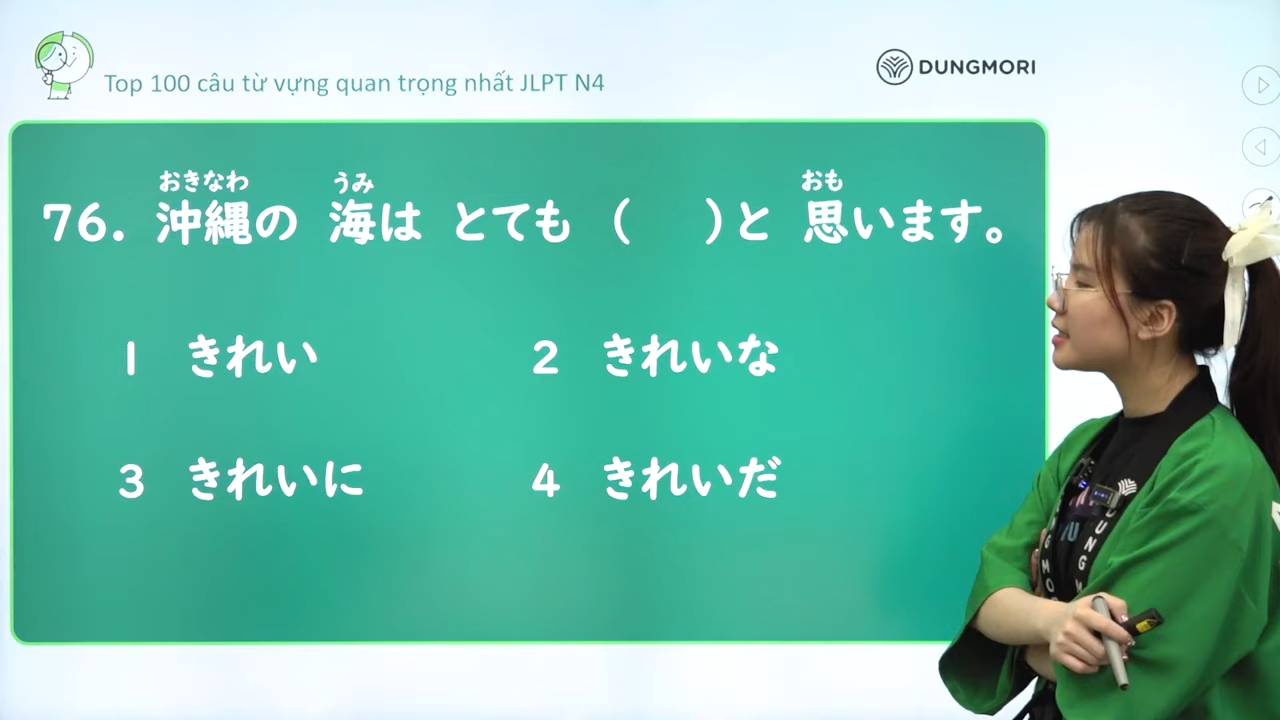 Top 100 câu từ vựng quan trọng nhất JLPT N4
DUNGMORI
おきなわ うみ おも
76. 沖縄の 海は とても ( )と 思います。
1 きれい 2 きれいな
3 きれいに 4 きれいだ